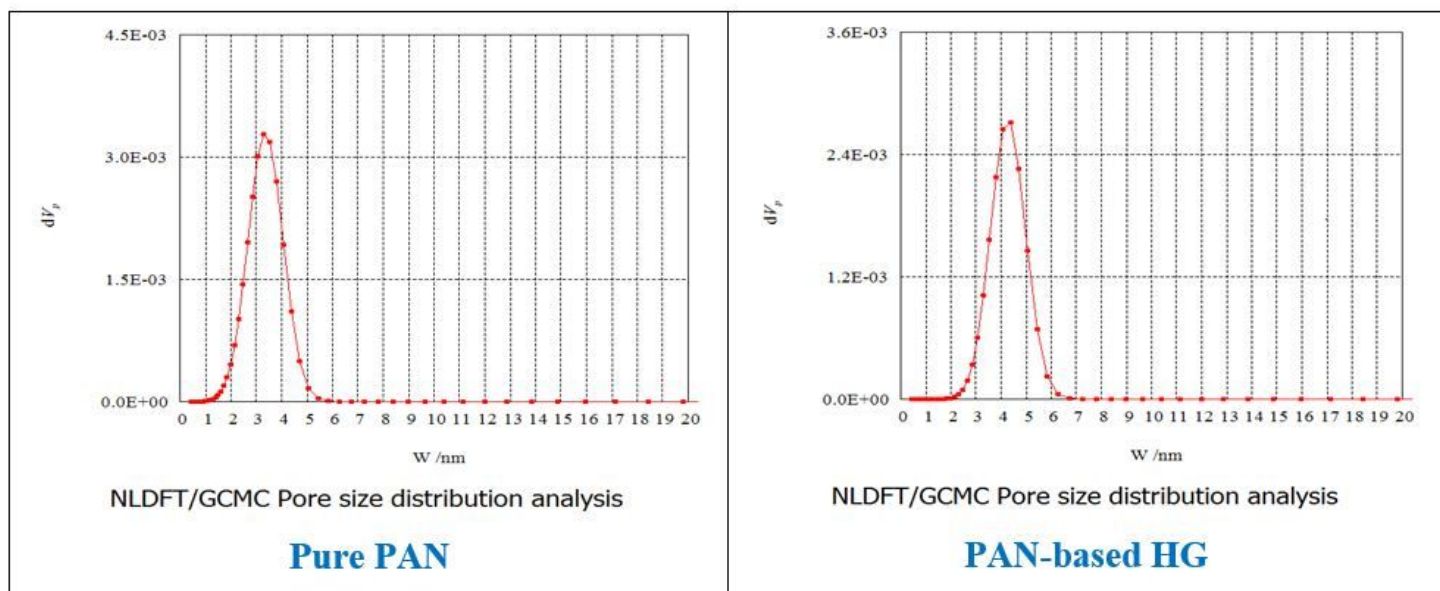 4.5E-03
3.0E-03
dVp
1.5E-03
0.0E+00
0 1 2 3 4 5 6 7 8 9 10 11 12 13 14 15 16 17 18 19 20
W /nm
NLDFT/GCMC Pore size distribution analysis
Pure PAN
3.6E-03
2.4E-03
dVp
1.2E-03
0.0E+00
0 1 2 3 4 5 6 7 8 9 10 11 12 13 14 15 16 17 18 19 20
W /nm
NLDFT/GCMC Pore size distribution analysis
PAN-based HG